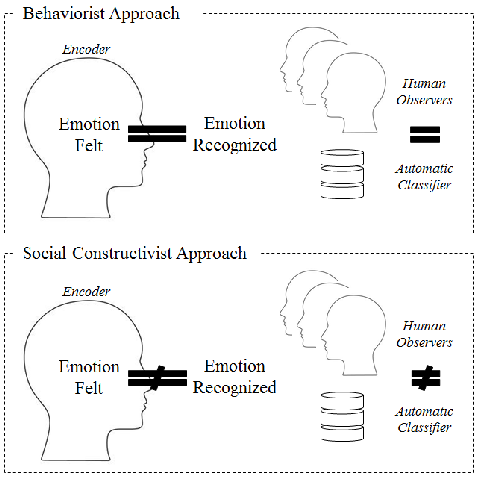 Behaviorist Approach
Encoder
Emotion
Felt
Emotion
Recognized
Human
Observers
Automatic
Classifier
Social Constructivist Approach
Encoder
Emotion
Felt
Emotion
Recognized
Human
Observers
Automatic
Classifier